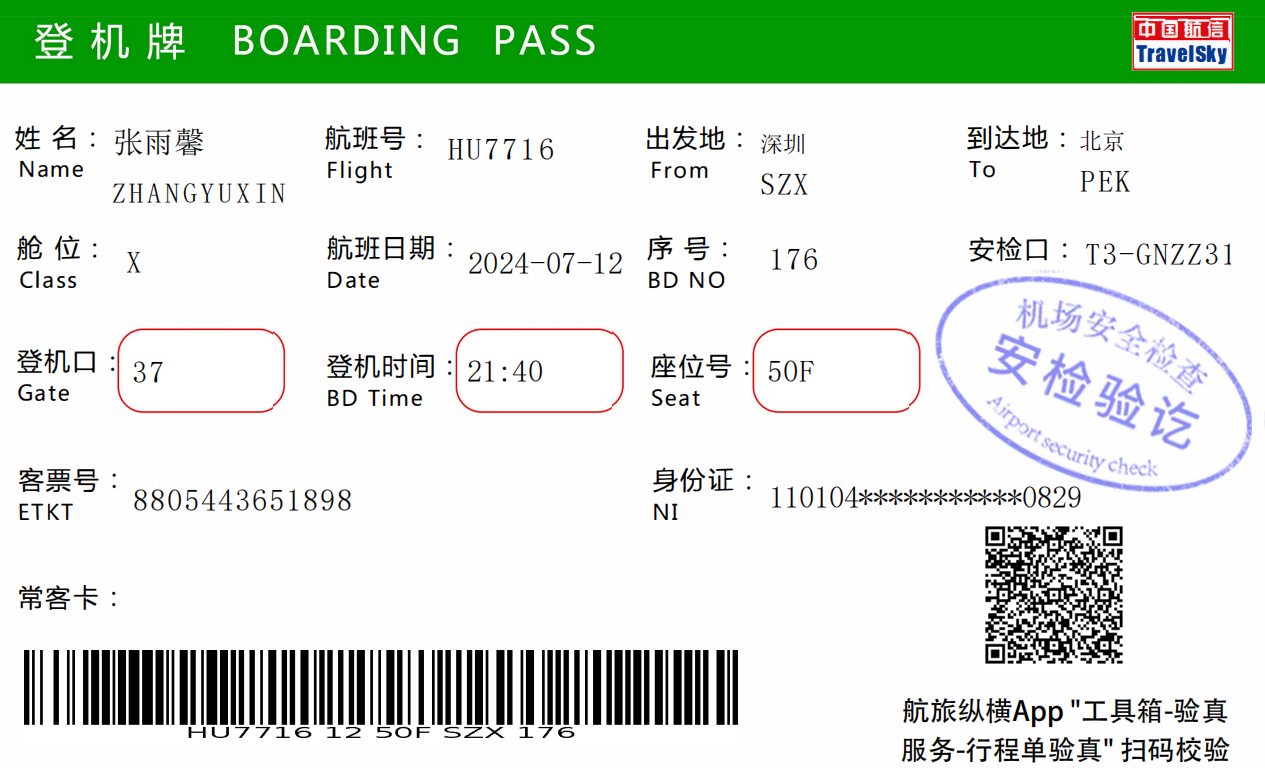 登机牌 BOARDING PASS
中国航信
TravelSky
姓 名： 张雨馨
Name
ZHANGYUXIN
航班号： HU7716
Flight
出发地： 深圳
From
SZX
到达地： 北京
To
PEK
舱 位： X
Class
航班日期： 2024-07-12
Date
序 号： 176
BD NO
安检口： T3-GNZZ31
登机口： 37
Gate
登机时间： 21:40
BD Time
座位号： 50F
Seat
机场安全检查
安检验讫
Airport security check
客票号： 8805443651898
ETKT
身份证： 110104***********0829
NI
常客卡：
HU7716 12 50F SZX 176
航旅纵横App "工具箱-验真
服务-行程单验真" 扫码校验